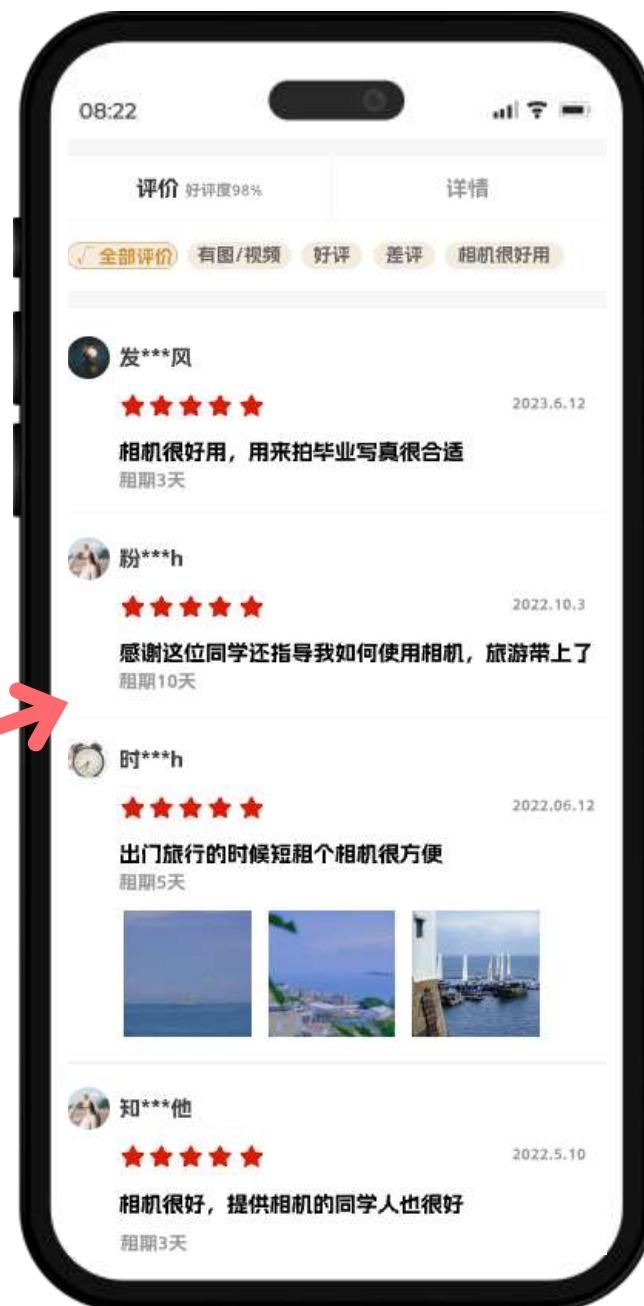 08:22
评价 好评度98% 详情
√ 全部评价 有图/视频 好评 差评 相机很好用
发***风
2023.6.12
相机很好用，用来拍毕业写真很合适
租期3天
粉***h
2022.10.3
感谢这位同学还指导我如何使用相机，旅游带上了
租期10天
时***h
2022.06.12
出门旅行的时候短租个相机很方便
租期5天
知***他
2022.5.10
相机很好，提供相机的同学人也很好
租期3天